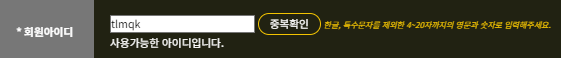 * 회원아이디 tlmqk 중복확인 한글, 특수문자를 제외한 4~20자까지의 영문과 숫자로 입력해주세요.
사용가능한 아이디입니다.